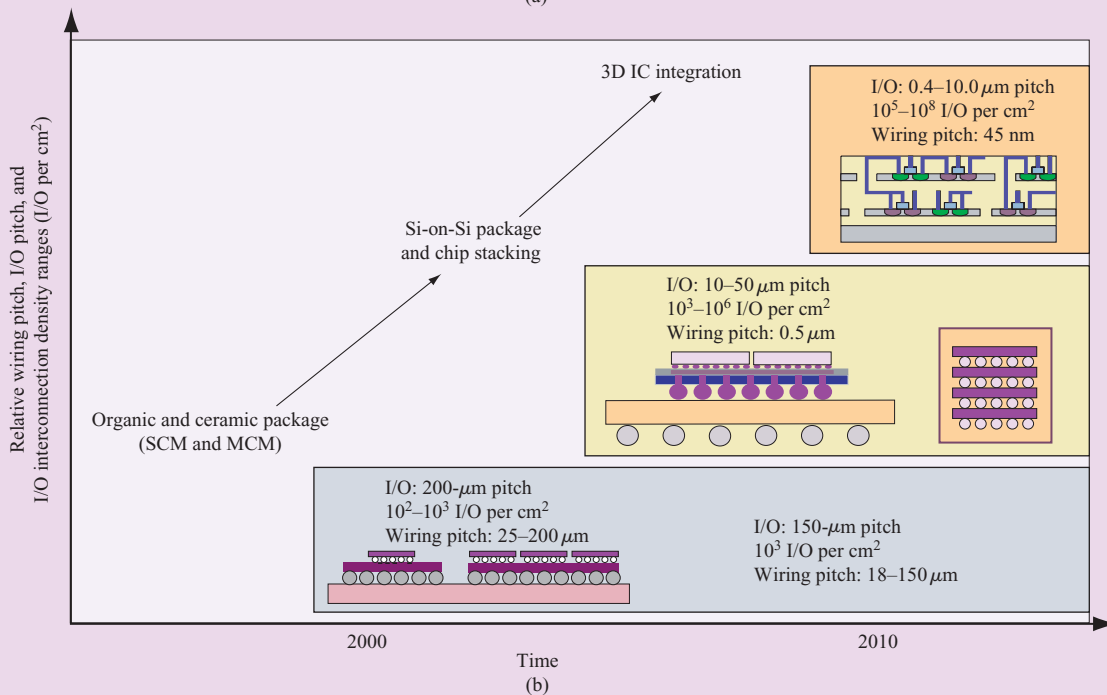 (a)
Relative wiring pitch, I/O pitch, and
I/O interconnection density ranges (I/O per cm²)
3D IC integration
I/O: 0.4–10.0 μm pitch
10⁵–10⁸ I/O per cm²
Wiring pitch: 45 nm
Si-on-Si package
and chip stacking
I/O: 10–50 μm pitch
10³–10⁶ I/O per cm²
Wiring pitch: 0.5 μm
Organic and ceramic package
(SCM and MCM)
I/O: 200-μm pitch
10²–10³ I/O per cm²
Wiring pitch: 25–200 μm
I/O: 150-μm pitch
10³ I/O per cm²
Wiring pitch: 18–150 μm
2000
2010
Time
(b)